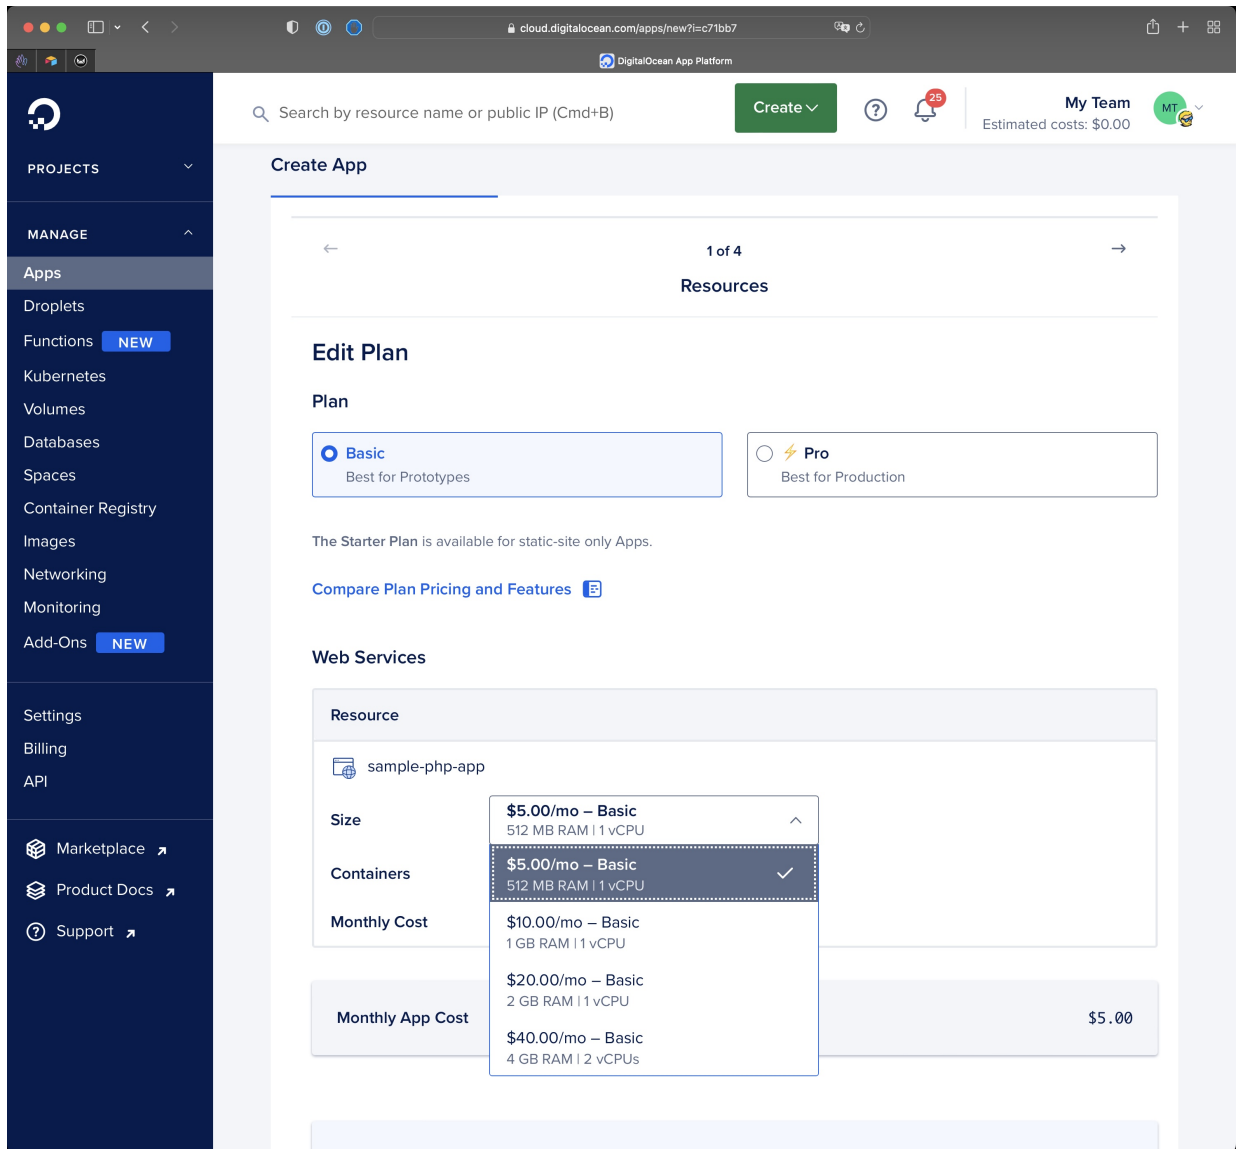 cloud.digitalocean.com/apps/new?i=c71bb7
DigitalOcean App Platform
Search by resource name or public IP (Cmd+B)
Create
?
25
My Team
Estimated costs: $0.00
MT
PROJECTS
MANAGE
Apps
Droplets
Functions NEW
Kubernetes
Volumes
Databases
Spaces
Container Registry
Images
Networking
Monitoring
Add-Ons NEW
Settings
Billing
API
Marketplace
Product Docs
? Support
Create App
1 of 4
Resources
Edit Plan
Plan
Basic
Best for Prototypes
Pro
Best for Production
The Starter Plan is available for static-site only Apps.
Compare Plan Pricing and Features
Web Services
Resource
sample-php-app
Size
$5.00/mo – Basic
512 MB RAM | 1 vCPU
Containers
$5.00/mo – Basic
512 MB RAM | 1 vCPU
Monthly Cost
$10.00/mo – Basic
1 GB RAM | 1 vCPU
$20.00/mo – Basic
2 GB RAM | 1 vCPU
Monthly App Cost
$5.00
$40.00/mo – Basic
4 GB RAM | 2 vCPUs